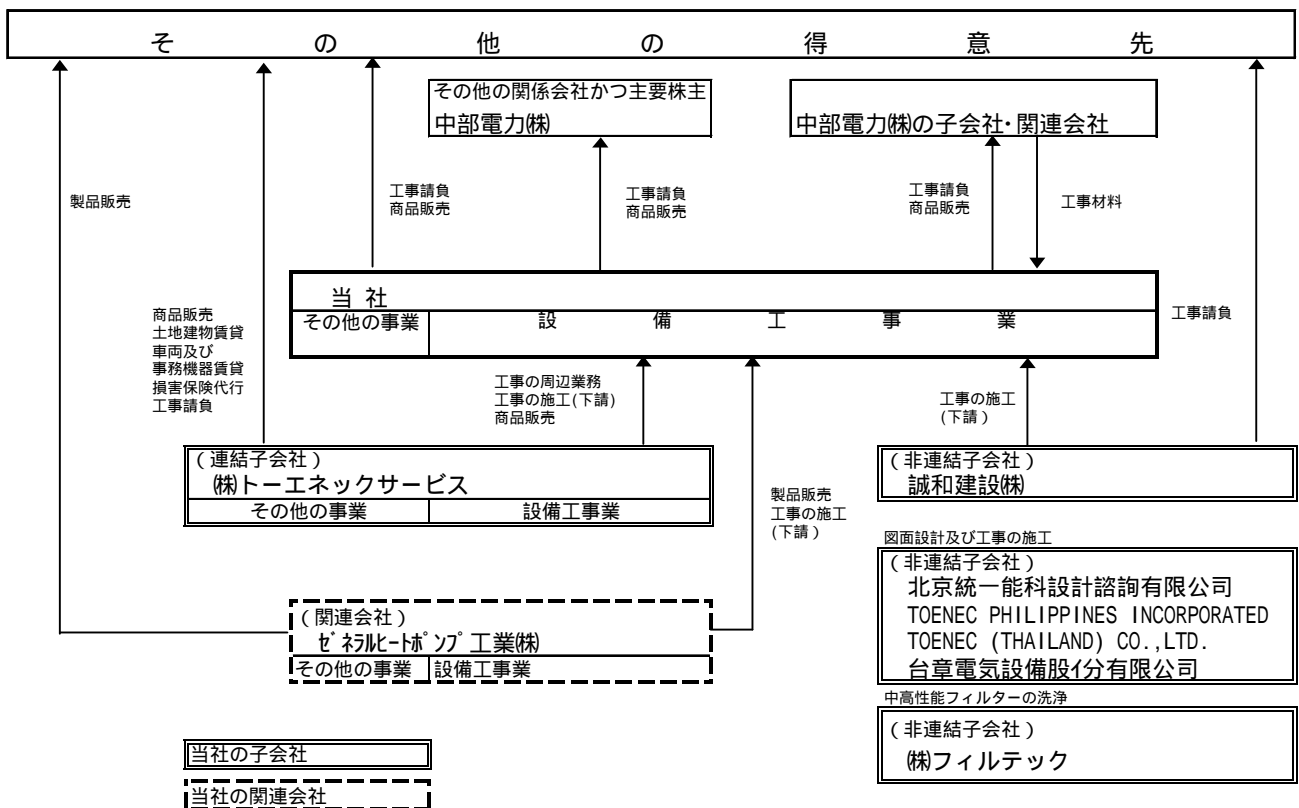 そ の 他 の 得 意 先
その他の関係会社かつ主要株主
中部電力㈱
中部電力㈱の子会社・関連会社
製品販売
工事請負
商品販売
工事請負
商品販売
工事請負
商品販売
工事材料
当 社
その他の事業
設 備 工 事 業
商品販売
土地建物賃貸
車両及び
事務機器賃貸
損害保険代行
工事請負
工事の周辺業務
工事の施工(下請)
商品販売
工事の施工
(下請)
工事請負
(連結子会社)
㈱トーエネックサービス
その他の事業
設備工事業
製品販売
工事の施工
(下請)
(非連結子会社)
誠和建設㈱
図面設計及び工事の施工
(非連結子会社)
北京統一能科設計諮詢有限公司
TOENEC PHILIPPINES INCORPORATED
TOENEC (THAILAND) CO.,LTD.
台章電気設備股イ分有限公司
(関連会社)
ゼネラルヒートポンプ工業㈱
その他の事業
設備工事業
中高性能フィルターの洗浄
(非連結子会社)
㈱フィルテック
当社の子会社
当社の関連会社